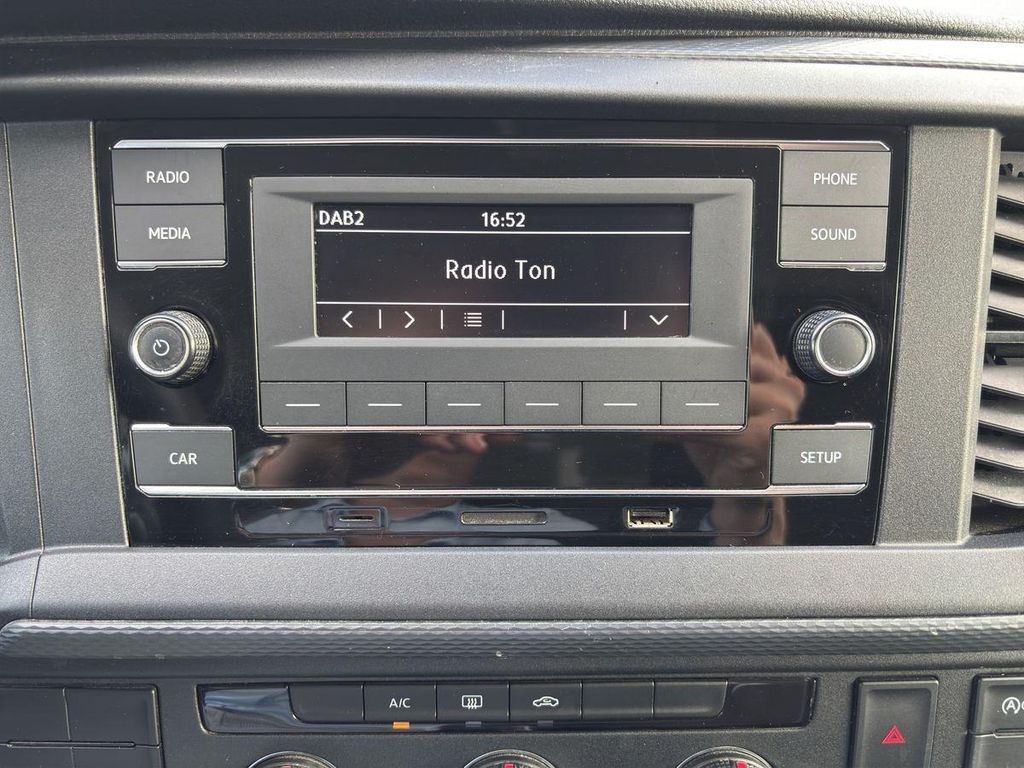 RADIO
PHONE
MEDIA
SOUND
DAB2 16:52
Radio Ton
CAR
SETUP
A/C